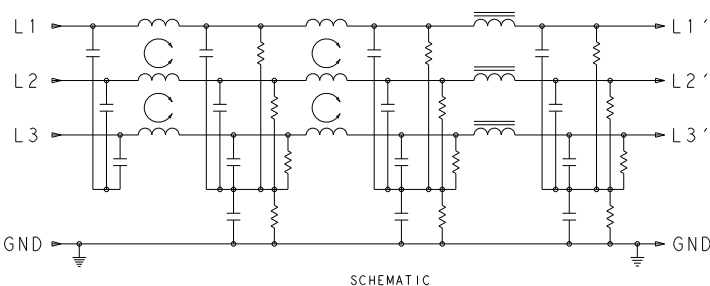 L1 L1′
L2 L2′
L3 L3′
GND GND
SCHEMATIC